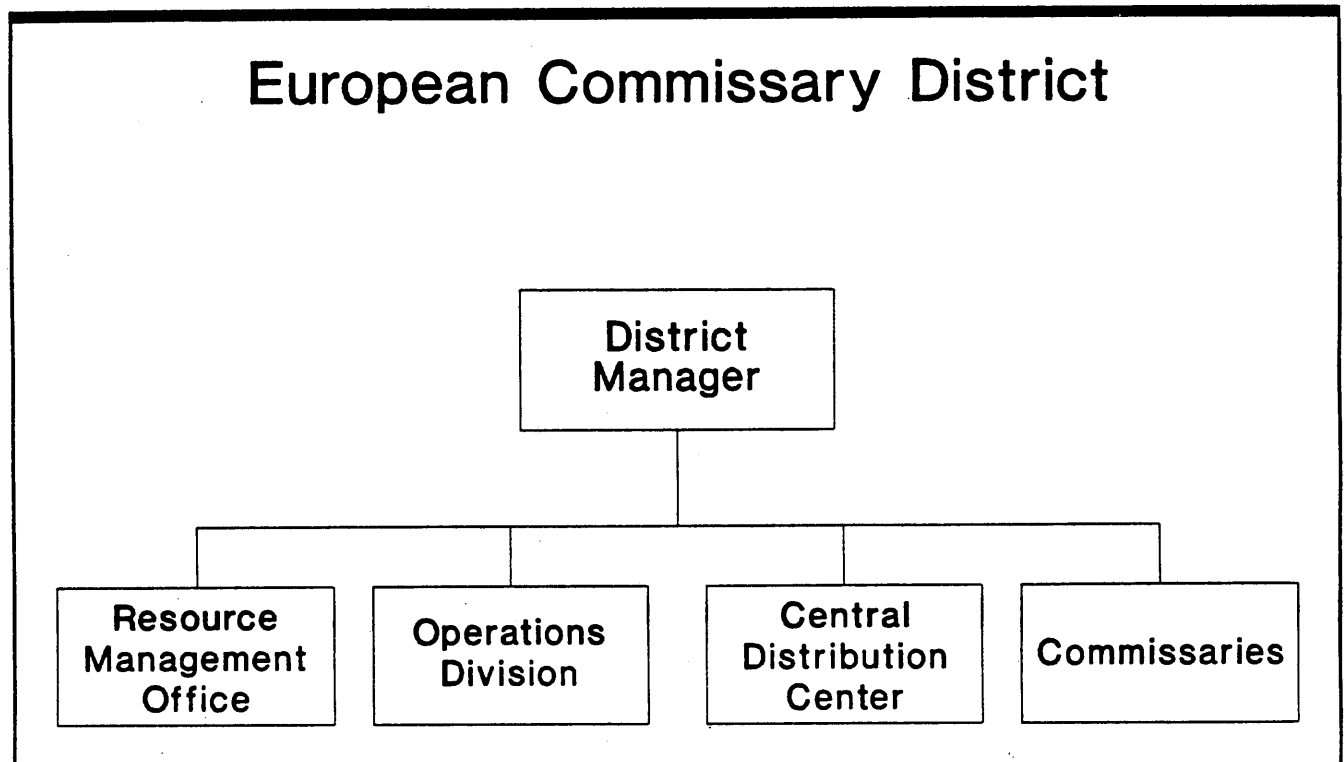 European Commissary District
District
Manager
Resource
Management
Office
Operations
Division
Central
Distribution
Center
Commissaries